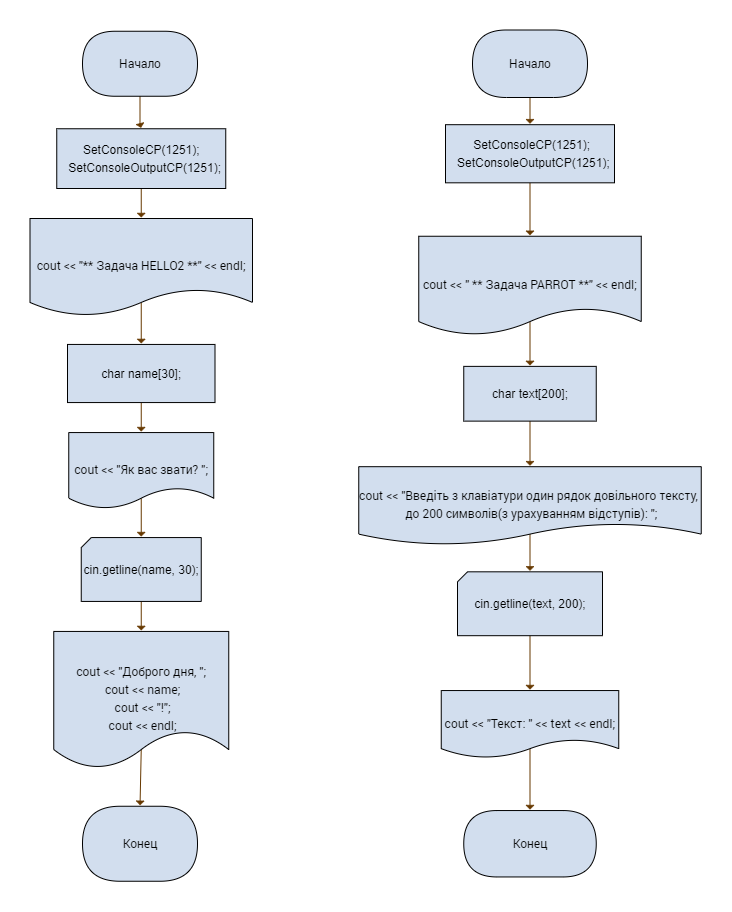 Начало
SetConsoleCP(1251);
SetConsoleOutputCP(1251);
cout << "** Задача HELLO2 **" << endl;
char name[30];
cout << "Як вас звати? ";
cin.getline(name, 30);
cout << "Доброго дня, ";
cout << name;
cout << "!";
cout << endl;
Конец
Начало
SetConsoleCP(1251);
SetConsoleOutputCP(1251);
cout << " ** Задача PARROT **" << endl;
char text[200];
cout << "Введіть з клавіатури один рядок довільного тексту,
до 200 символів(з урахуванням відступів): ";
cin.getline(text, 200);
cout << "Текст: " << text << endl;
Конец